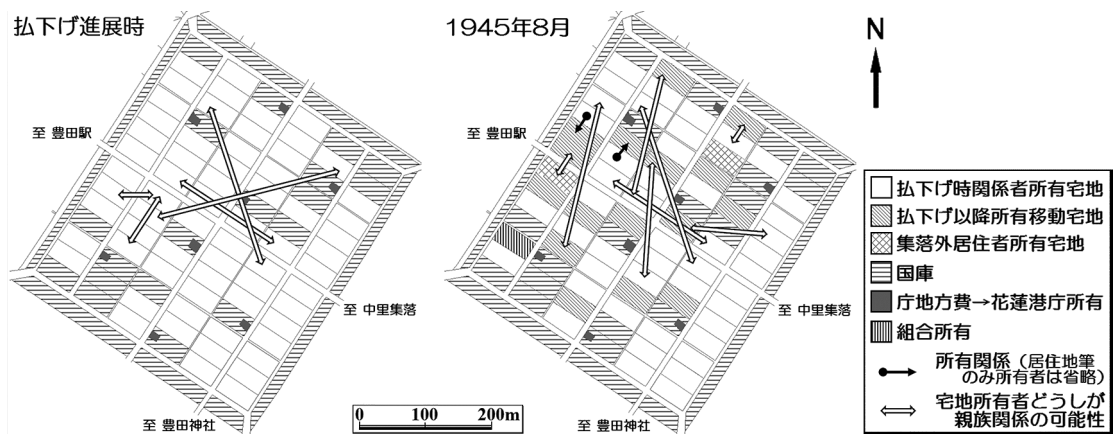 払下げ進展時
至 豊田駅
至 中里集落
至 豊田神社
1945年8月
至 豊田駅
至 中里集落
至 豊田神社
0 100 200m
N
払下げ時関係者所有宅地
払下げ以降所有移動宅地
集落外居住者所有宅地
国庫
庁地方費→花蓮港庁所有
組合所有
所有関係（居住地筆
のみ所有者は省略）
宅地所有者どうしが
親族関係の可能性